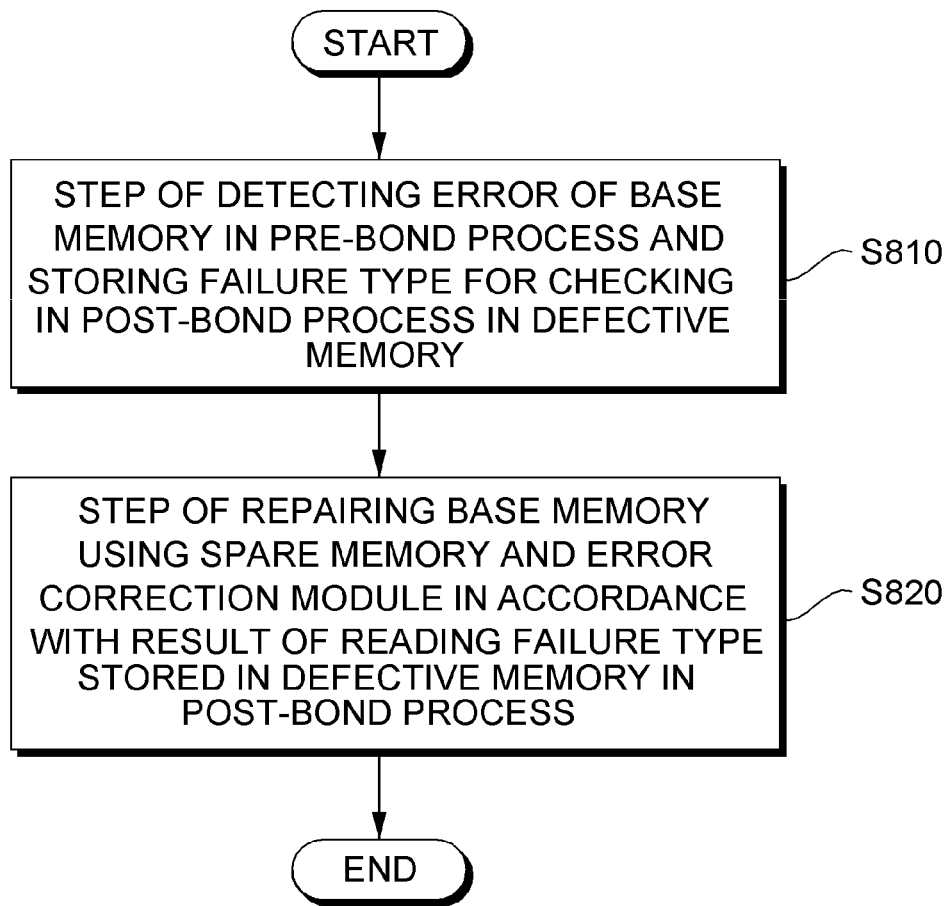 START
STEP OF DETECTING ERROR OF BASE
MEMORY IN PRE-BOND PROCESS AND
STORING FAILURE TYPE FOR CHECKING
IN POST-BOND PROCESS IN DEFECTIVE
MEMORY
S810
STEP OF REPAIRING BASE MEMORY
USING SPARE MEMORY AND ERROR
CORRECTION MODULE IN ACCORDANCE
WITH RESULT OF READING FAILURE TYPE
STORED IN DEFECTIVE MEMORY IN
POST-BOND PROCESS
S820
END